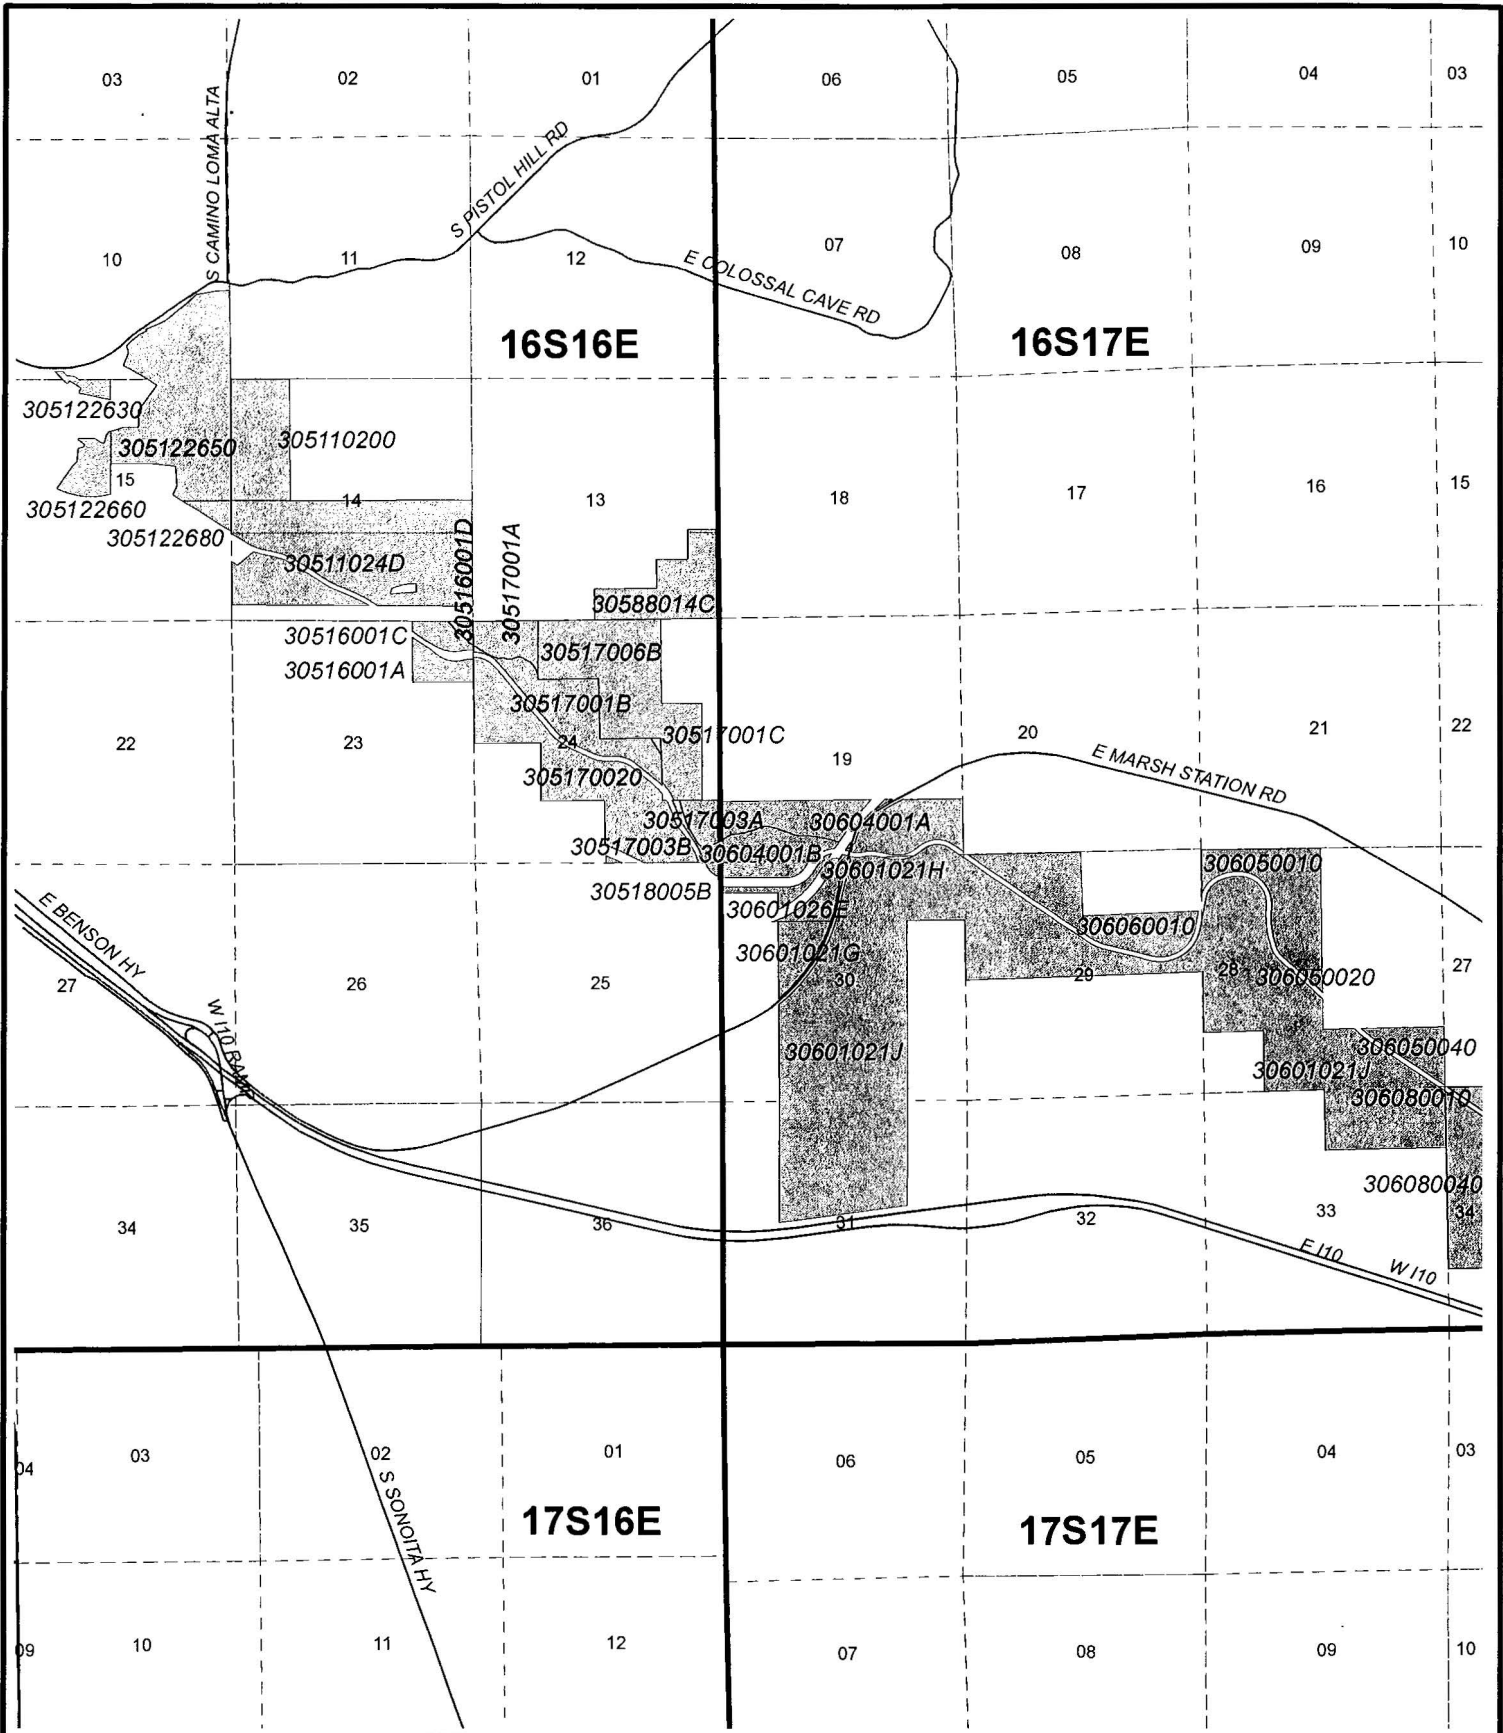 03
02
01
06
05
04
03
S CAMINO LOMA ALTA
S PISTOL HILL RD
10
11
12
07
08
09
10
E COLOSSAL CAVE RD
16S16E
16S17E
305122630
305122650
305110200
15
14
13
18
17
16
15
305122660
305122680
30511024D
30516001D
30517001A
30588014C
30516001C
30516001A
30517006B
30517001B
30517001C
22
23
24
19
20
21
22
E MARSH STATION RD
305170020
30517003A
30604001A
30517003B
30604001B
30601021H
306050010
30518005B
30601026E
306060010
E BENSON HY
30601021G
27
26
25
30
29
28
306050020
27
W I10 RAMP
30601021J
306050040
30601021J
306080010
306080040
34
35
36
31
32
33
34
E I10
W I10
04
03
02
01
06
05
04
03
S SONOITA HY
17S16E
17S17E
09
10
11
12
07
08
09
10